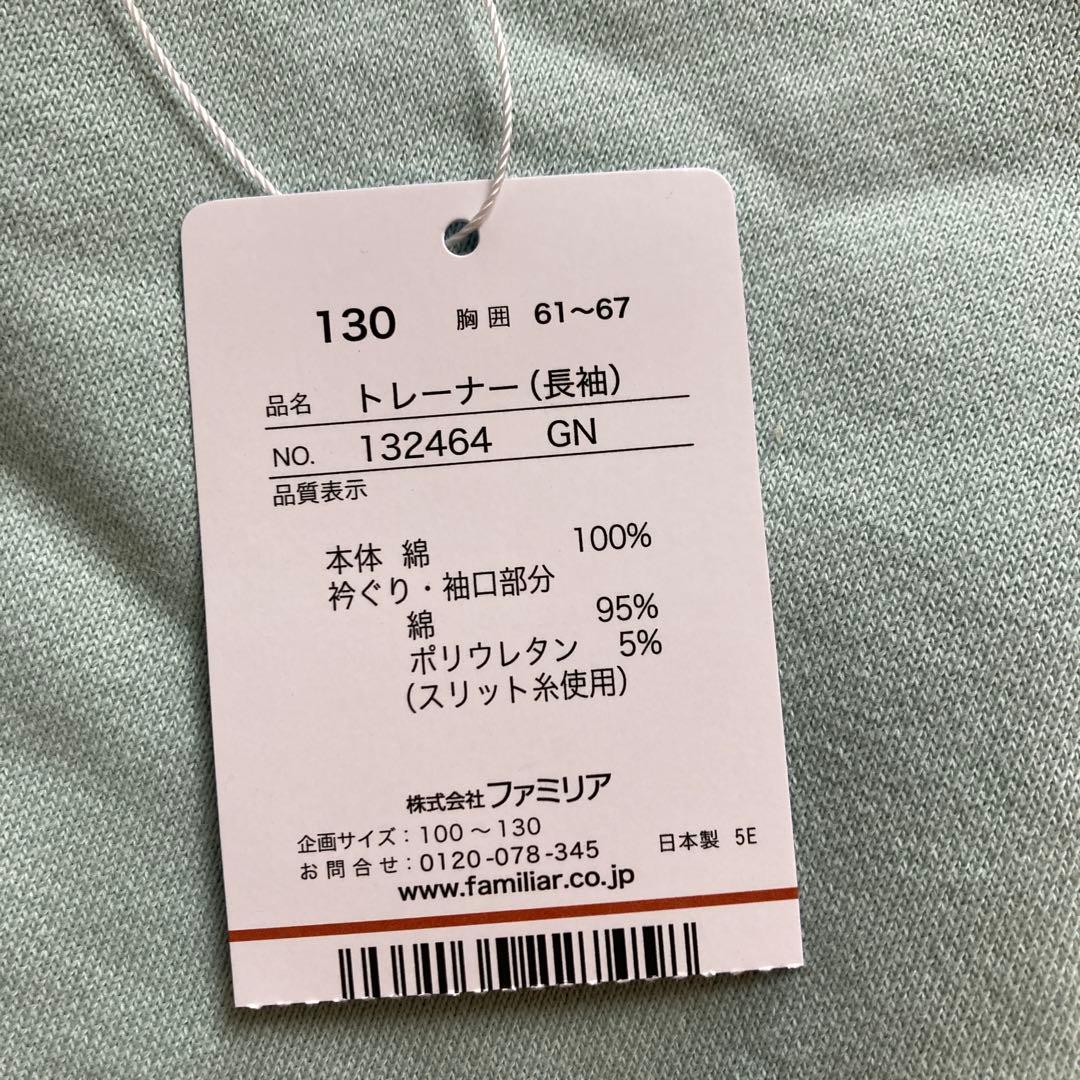 130 胸囲 61〜67
品名 トレーナー(長袖)
NO. 132464 GN
品質表示
本体 綿 100%
衿ぐり・袖口部分
綿 95%
ポリウレタン 5%
(スリット糸使用)
株式会社ファミリア
企画サイズ：100〜130
お問合せ：0120-078-345 日本製 5E
www.familiar.co.jp